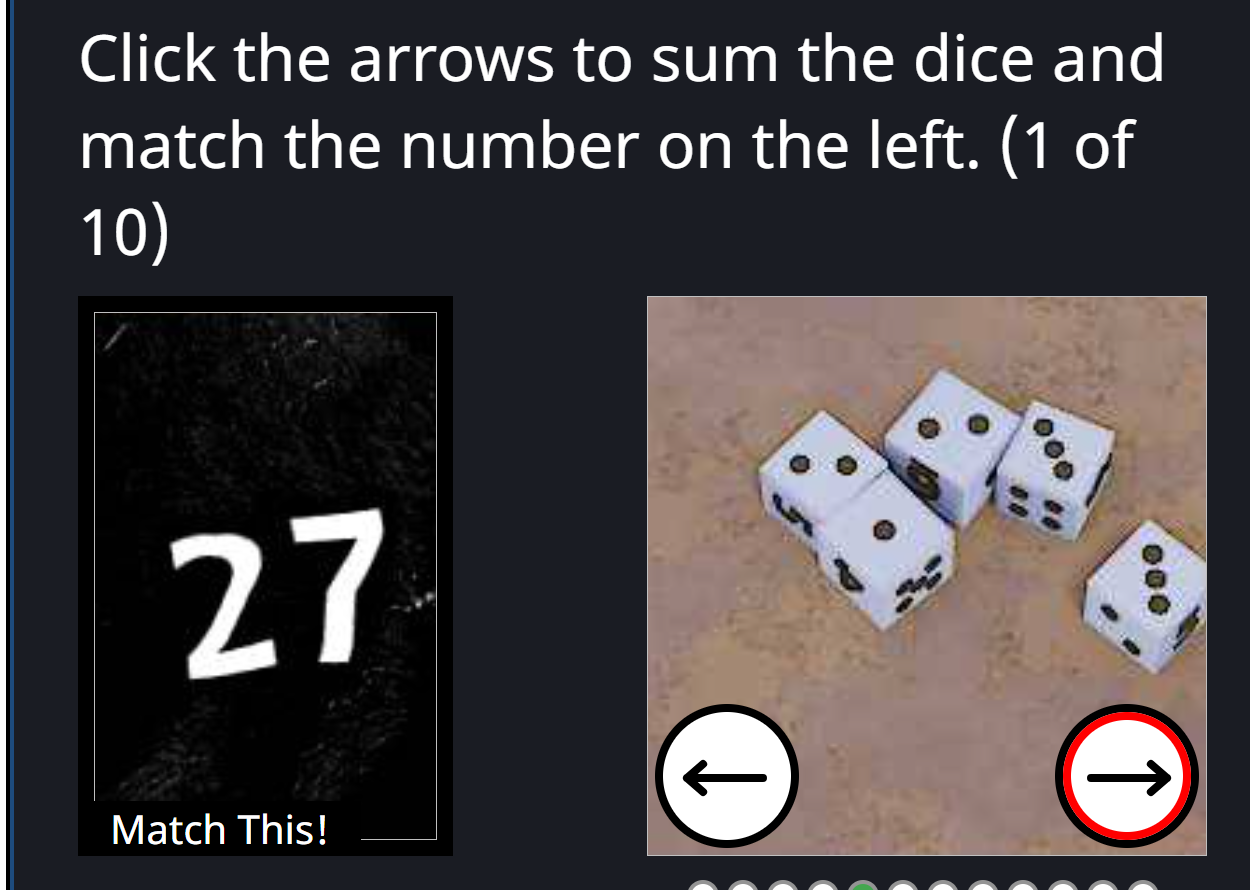 Click the arrows to sum the dice and
match the number on the left. (1 of
10)
27
Match This!